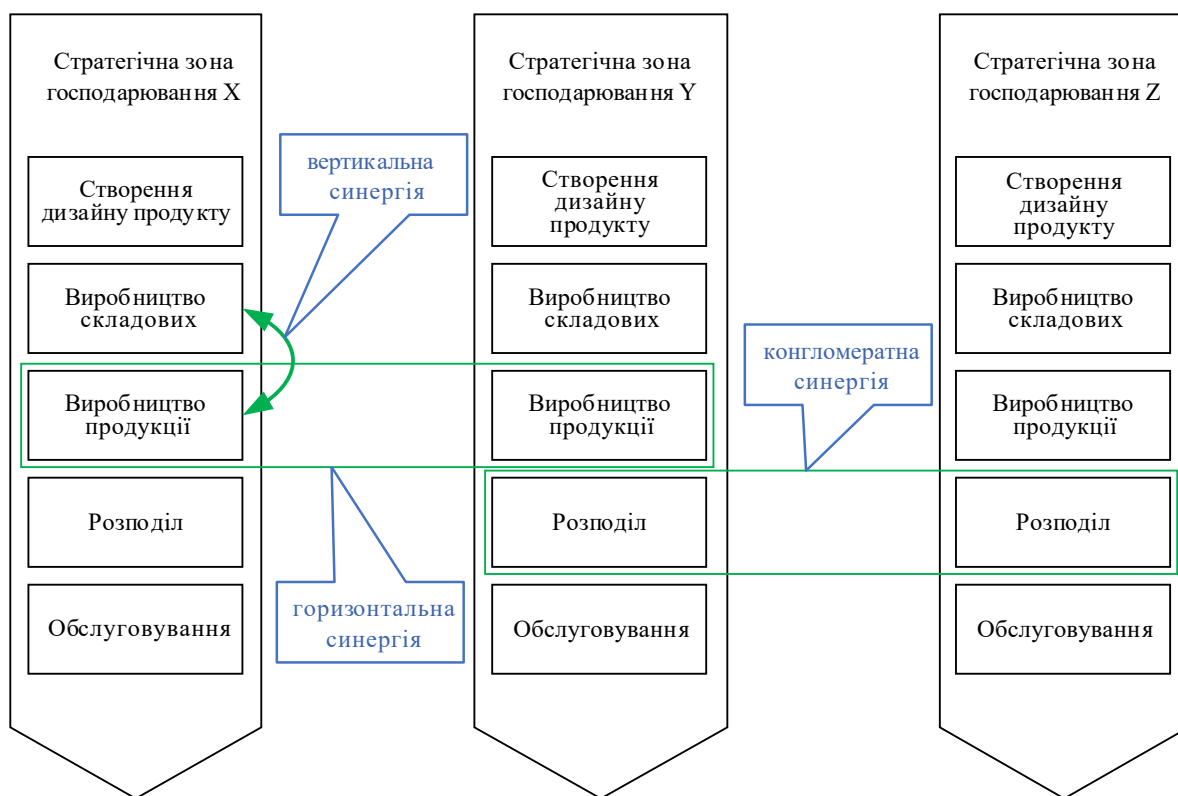 Стратегічна зона
господарювання X
Створення
дизайну продукту
Виробництво
складових
Виробництво
продукції
Розподіл
Обслуговування
вертикальна
синергія
горизонтальна
синергія
Стратегічна зона
господарювання Y
Створення
дизайну
продукту
Виробництво
складових
Виробництво
продукції
Розподіл
Обслуговування
конгломератна
синергія
Стратегічна зона
господарювання Z
Створення
дизайну
продукту
Виробництво
складових
Виробництво
продукції
Розподіл
Обслуговування